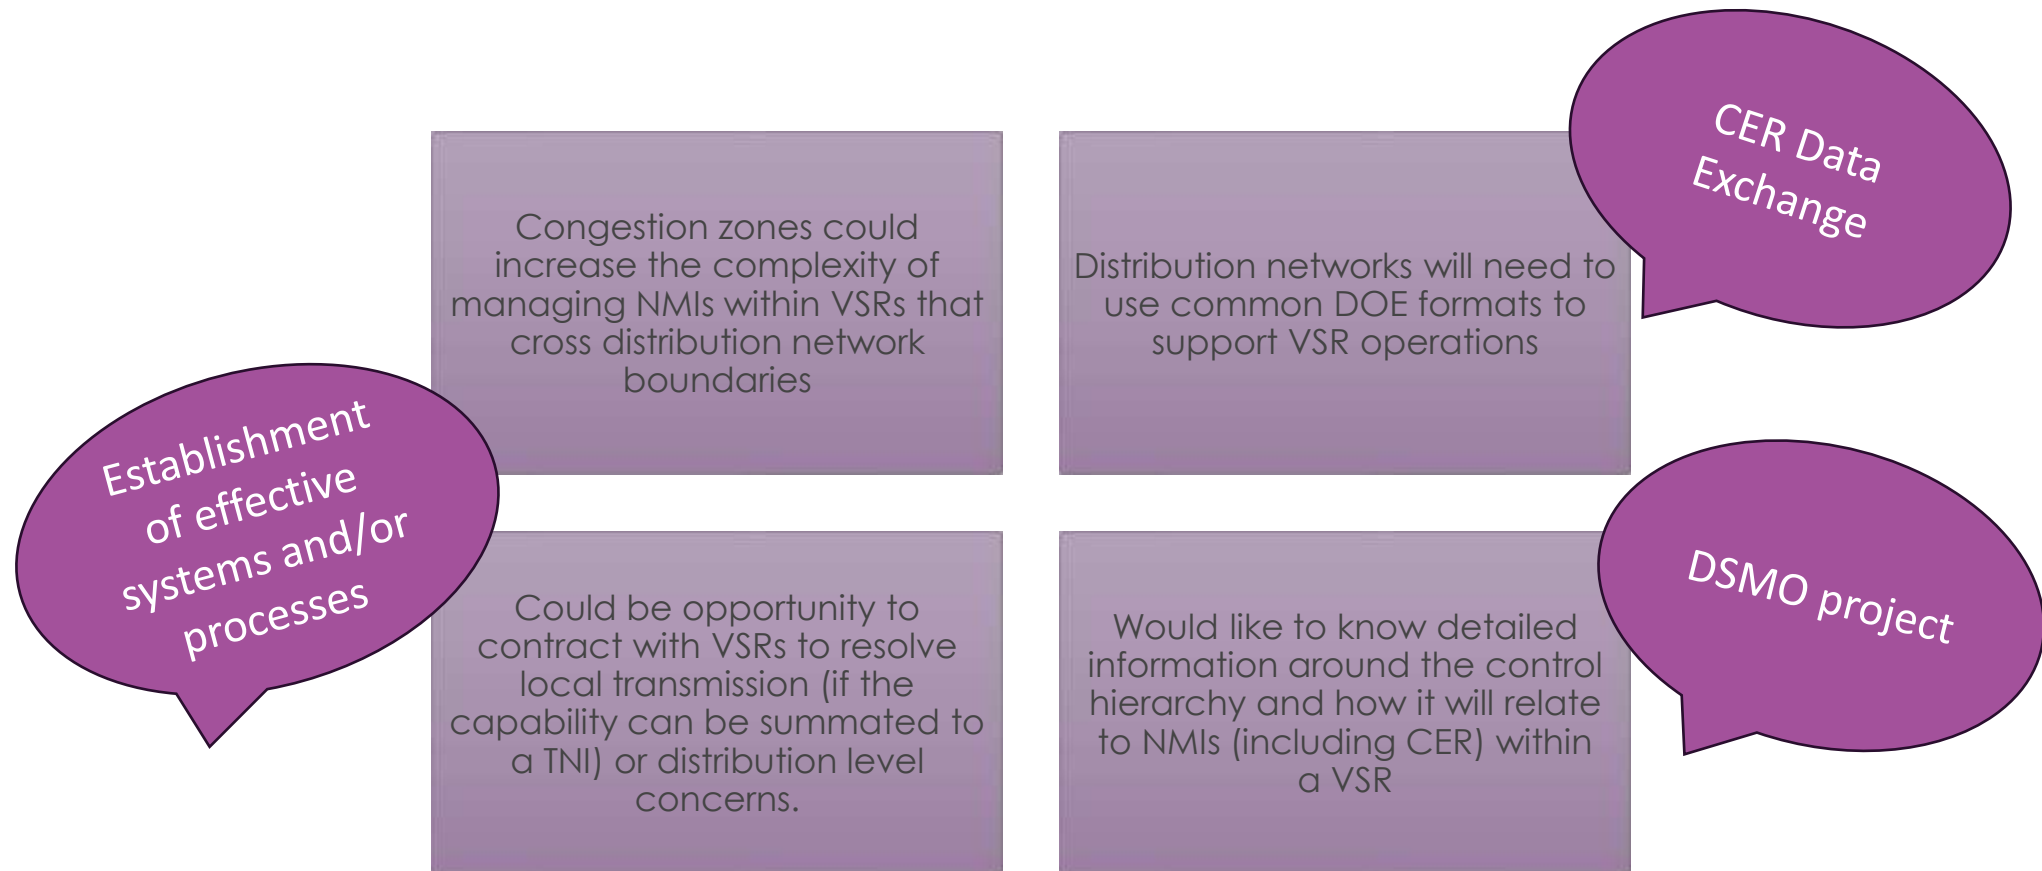 Congestion zones could
increase the complexity of
managing NMIs within VSRs that
cross distribution network
boundaries
Distribution networks will need to
use common DOE formats to
support VSR operations
CER Data
Exchange
Establishment
of effective
systems and/or
processes
Could be opportunity to
contract with VSRs to resolve
local transmission (if the
capability can be summated to
a TNI) or distribution level
concerns.
Would like to know detailed
information around the control
hierarchy and how it will relate
to NMIs (including CER) within
a VSR
DSMO project